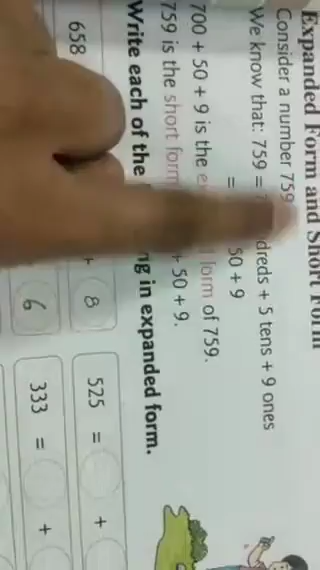 Expanded Form and Short Form
Consider a number 759
We know that: 759 = dreds + 5 tens + 9 ones
= 50 + 9
700 + 50 + 9 is the form of 759.
759 is the short form + 50 + 9.
Write each of the ng in expanded form.
658 + 8 525 = +
6 333 = +